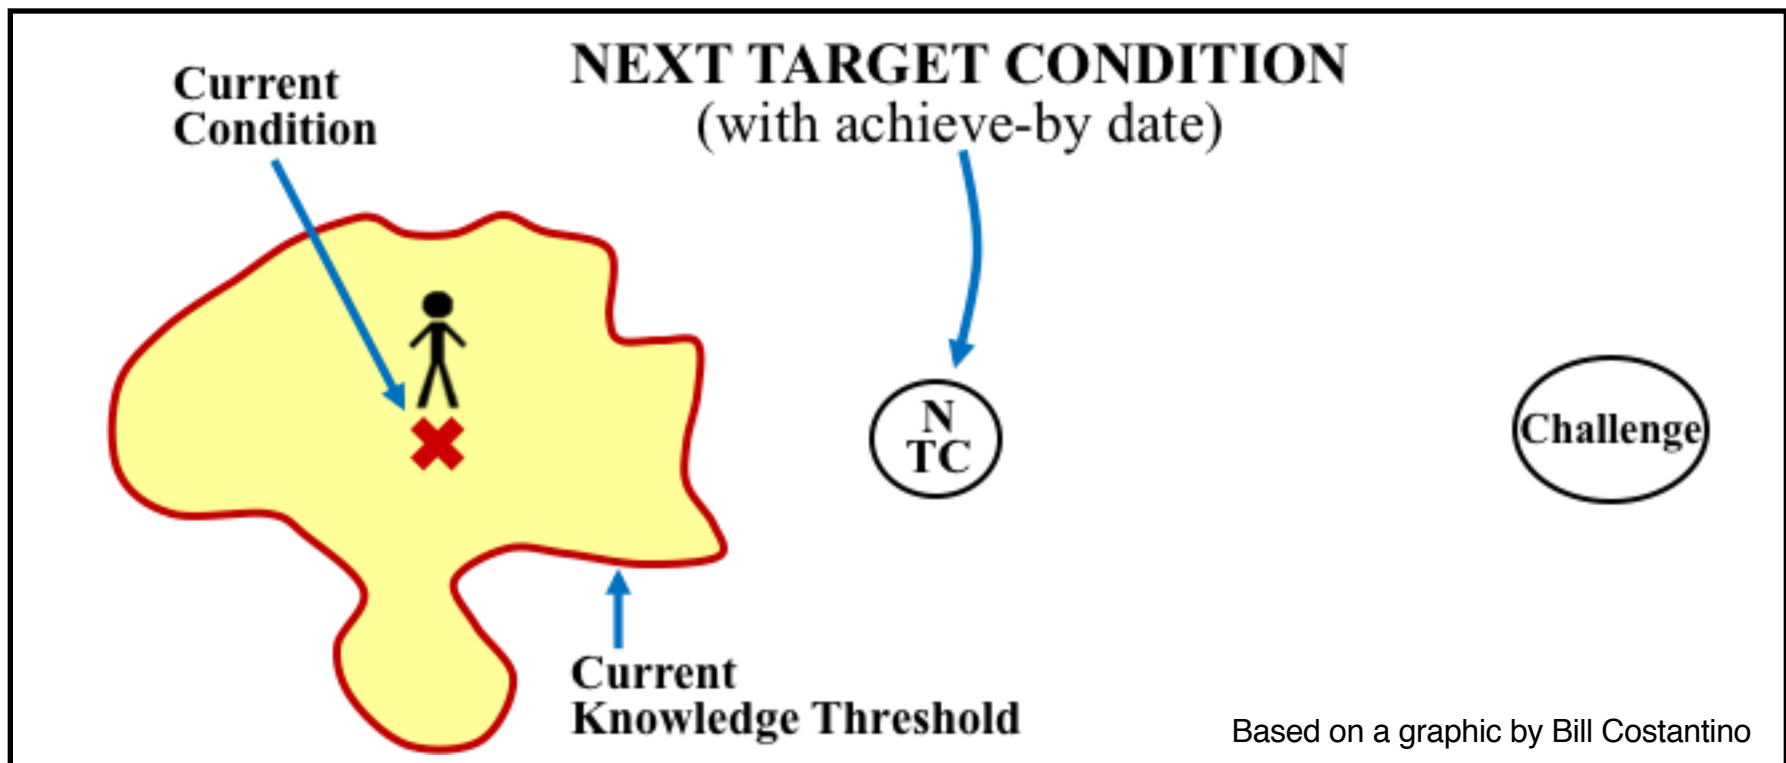 Current
Condition
NEXT TARGET CONDITION
(with achieve-by date)
N
TC
Challenge
Current
Knowledge Threshold
Based on a graphic by Bill Costantino